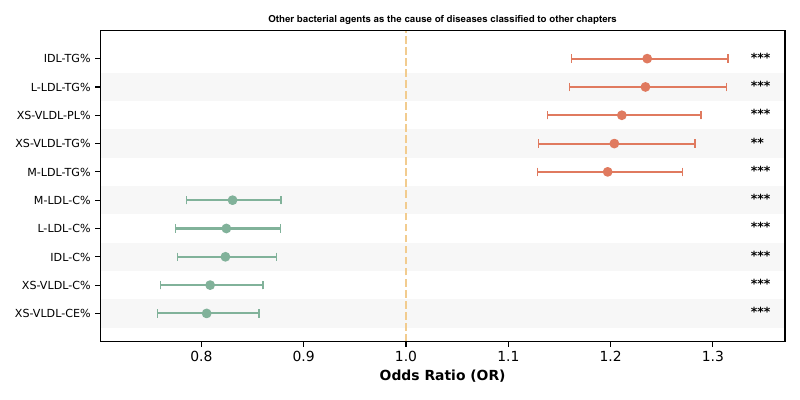 Other bacterial agents as the cause of diseases classified to other chapters
IDL-TG% ***
L-LDL-TG% ***
XS-VLDL-PL% ***
XS-VLDL-TG% **
M-LDL-TG% ***
M-LDL-C% ***
L-LDL-C% ***
IDL-C% ***
XS-VLDL-C% ***
XS-VLDL-CE% ***
0.8 0.9 1.0 1.1 1.2 1.3
Odds Ratio (OR)